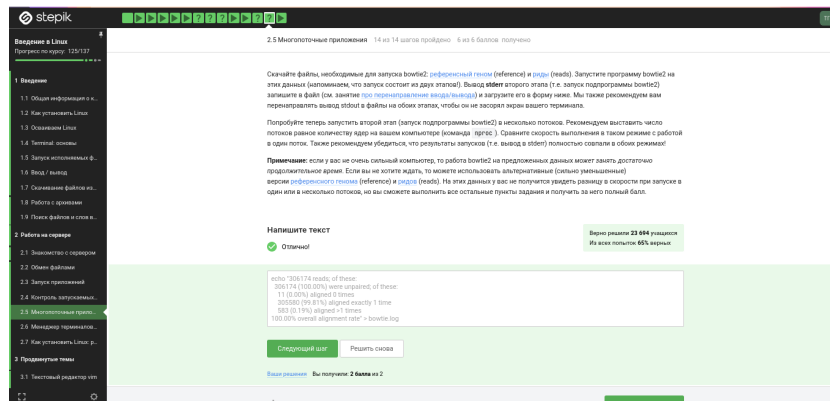 stepik
Введение в Linux
Прогресс по курсу: 125/137
1 Введение
1.1 Общая информация о к...
1.2 Как установить Linux
1.3 Осваиваем Linux
1.4 Terminal: основы
1.5 Запуск исполняемых ф...
1.6 Ввод / вывод
1.7 Скачивание файлов из...
1.8 Работа с архивами
1.9 Поиск файлов и слов в...
2 Работа на сервере
2.1 Знакомство с сервером
2.2 Обмен файлами
2.3 Запуск приложений
2.4 Контроль запускаемых...
2.5 Многопоточные прило...
2.6 Менеджер терминалов...
2.7 Как установить Linux: р...
3 Продвинутые темы
3.1 Текстовый редактор vim
2.5 Многопоточные приложения 14 из 14 шагов пройдено 6 из 6 баллов получено
Скачайте файлы, необходимые для запуска bowtie2: референсный геном (reference) и риды (reads). Запустите программу bowtie2 на
этих данных (напоминаем, что запуск состоит из двух этапов!). Вывод stderr второго этапа (т.е. запуск подпрограммы bowtie2)
запишите в файл (см. занятие про перенаправление ввода/вывода) и загрузите его в форму ниже. Мы также рекомендуем вам
перенаправлять вывод stdout в файлы на обоих этапах, чтобы он не засорял экран вашего терминала.
Попробуйте теперь запустить второй этап (запуск подпрограммы bowtie2) в несколько потоков. Рекомендуем выставить число
потоков равное количеству ядер на вашем компьютере (команда nproc ). Сравните скорость выполнения в таком режиме с работой
в один поток. Также рекомендуем убедиться, что результаты запусков (т.е. вывод в stderr) полностью совпали в обоих режимах!
Примечание: если у вас не очень сильный компьютер, то работа bowtie2 на предложенных данных может занять достаточно
продолжительное время. Если вы не хотите ждать, то можете использовать альтернативные (сильно уменьшенные)
версии референсного генома (reference) и ридов (reads). На этих данных у вас не получится увидеть разницу в скорости при запуске в
один или в несколько потоков, но вы сможете выполнить все остальные пункты задания и получить за него полный балл.
Напишите текст
Отлично!
Верно решили 23 694 учащихся
Из всех попыток 65% верных
echo "306174 reads; of these:
306174 (100.00%) were unpaired; of these:
11 (0.00%) aligned 0 times
305580 (99.81%) aligned exactly 1 time
583 (0.19%) aligned >1 times
100.00% overall alignment rate" > bowtie.log
Следующий шаг Решить снова
Ваше решение Вы получили: 2 балла из 2